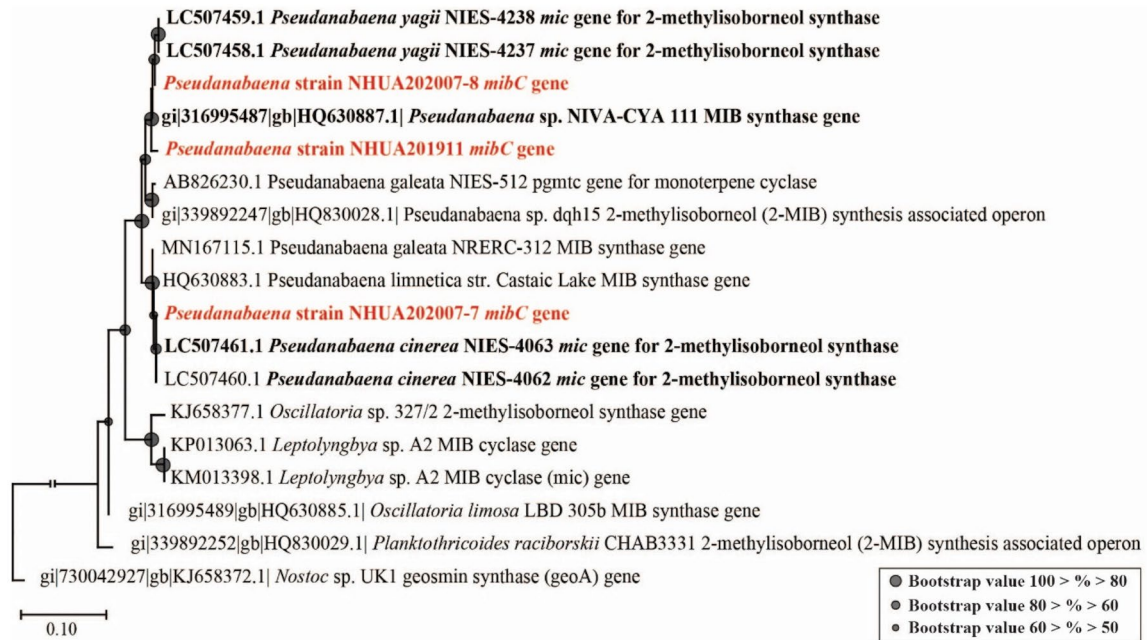 LC507459.1 Pseudanabaena yagii NIES-4238 mic gene for 2-methylisoborneol synthase
LC507458.1 Pseudanabaena yagii NIES-4237 mic gene for 2-methylisoborneol synthase
Pseudanabaena strain NHUA202007-8 mibC gene
gi|316995487|gb|HQ630887.1| Pseudanabaena sp. NIVA-CYA 111 MIB synthase gene
Pseudanabaena strain NHUA201911 mibC gene
AB826230.1 Pseudanabaena galeata NIES-512 pgmtc gene for monoterpene cyclase
gi|339892247|gb|HQ830028.1| Pseudanabaena sp. dqh15 2-methylisoborneol (2-MIB) synthesis associated operon
MN167115.1 Pseudanabaena galeata NRERC-312 MIB synthase gene
HQ630883.1 Pseudanabaena limnetica str. Castaic Lake MIB synthase gene
Pseudanabaena strain NHUA202007-7 mibC gene
LC507461.1 Pseudanabaena cinerea NIES-4063 mic gene for 2-methylisoborneol synthase
LC507460.1 Pseudanabaena cinerea NIES-4062 mic gene for 2-methylisoborneol synthase
KJ658377.1 Oscillatoria sp. 327/2 2-methylisoborneol synthase gene
KP013063.1 Leptolyngbya sp. A2 MIB cyclase gene
KM013398.1 Leptolyngbya sp. A2 MIB cyclase (mic) gene
gi|316995489|gb|HQ630885.1| Oscillatoria limosa LBD 305b MIB synthase gene
gi|339892252|gb|HQ830029.1| Planktothricoides raciborskii CHAB3331 2-methylisoborneol (2-MIB) synthesis associated operon
gi|730042927|gb|KJ658372.1| Nostoc sp. UK1 geosmin synthase (geoA) gene
0.10
Bootstrap value 100 > % > 80
Bootstrap value 80 > % > 60
Bootstrap value 60 > % > 50